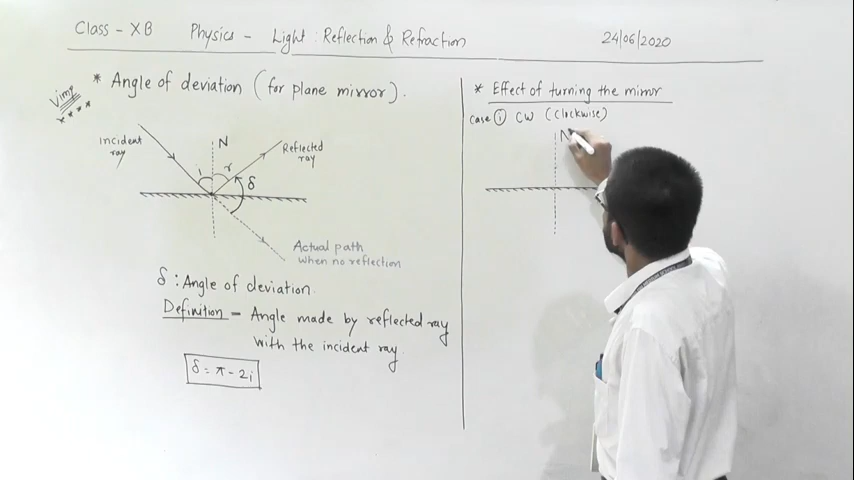 Class - XB Physics - Light : Reflection & Refraction 24/06/2020
Vimp
****
* Angle of deviation (for plane mirror).
Incident ray
N
i
r
Reflected ray
δ
Actual path
when no reflection
δ : Angle of deviation.
Definition - Angle made by reflected ray
with the incident ray.
δ = π - 2i
* Effect of turning the mirror
case (i) CW (Clockwise)
N